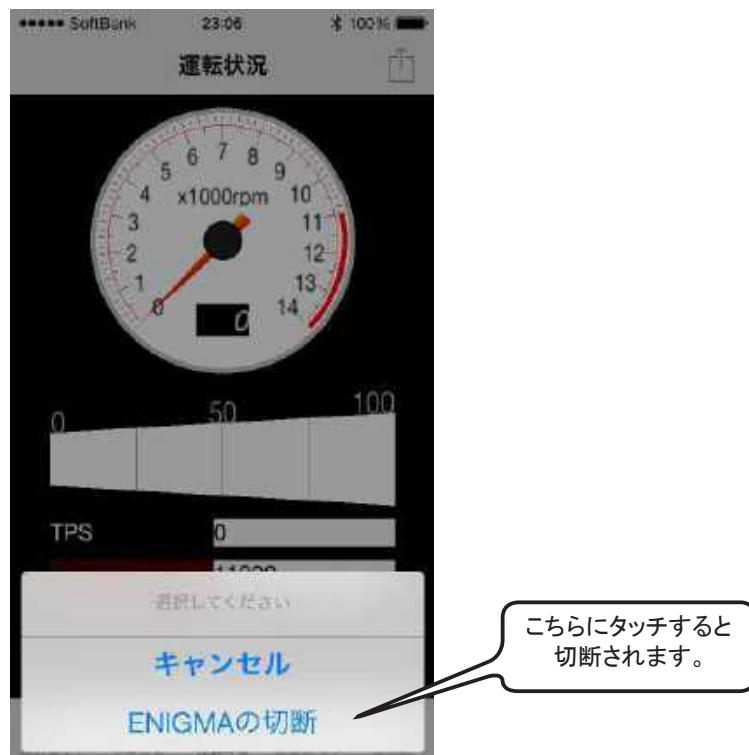 SoftBank 23:06 100%
運転状況
0 1 2 3 4 5 6 7 8 9 10 11 12 13 14
x1000rpm
0
0 50 100
TPS 0
選択してください
キャンセル
ENIGMAの切断
こちらにタッチすると
切断されます。